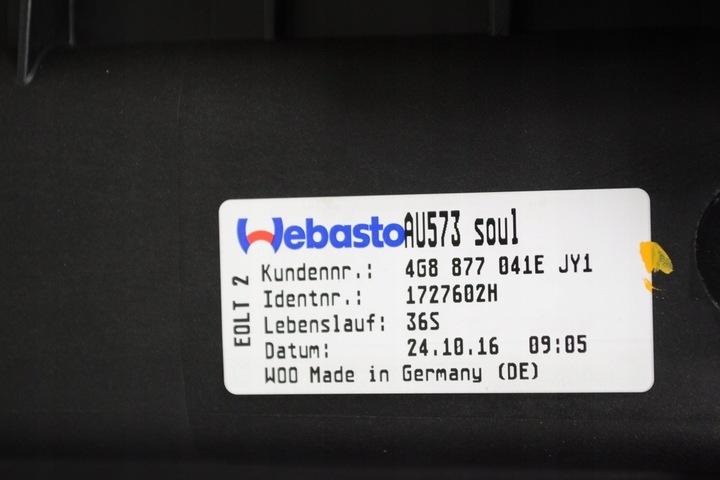 Webasto AU573 soul
Kundennr.: 4G8 877 041E JY1
Identnr.: 1727602H
Lebenslauf: 36S
Datum: 24.10.16 09:05
WOO Made in Germany (DE)
EOLT 2